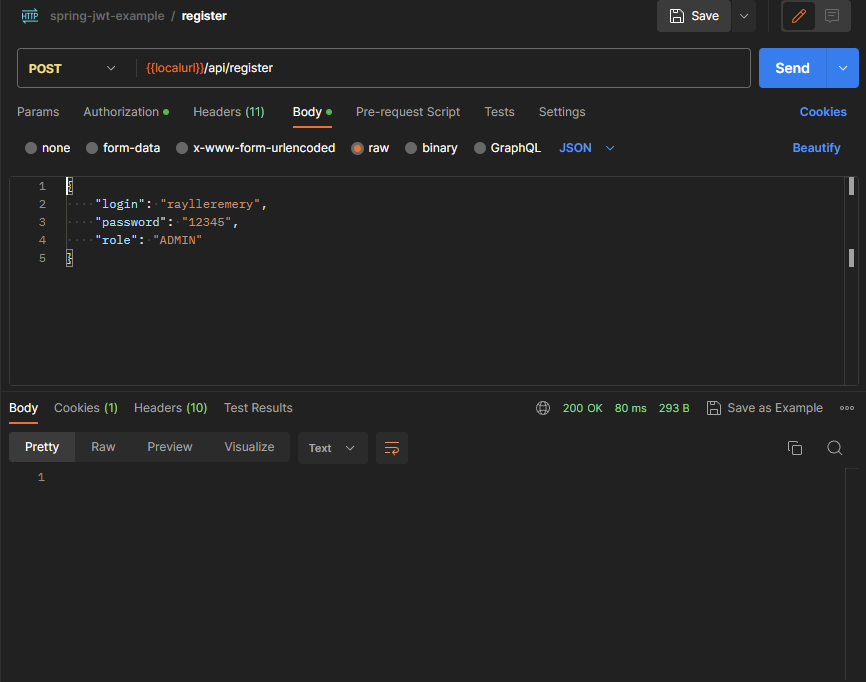 HTTP spring-jwt-example / register
Save
POST {{localurl}}/api/register
Send
Params Authorization Headers (11) Body Pre-request Script Tests Settings Cookies
none form-data x-www-form-urlencoded raw binary GraphQL JSON Beautify
1 {
2 "login": "raylleremery",
3 "password": "12345",
4 "role": "ADMIN"
5 }
Body Cookies (1) Headers (10) Test Results 200 OK 80 ms 293 B Save as Example
Pretty Raw Preview Visualize Text
1